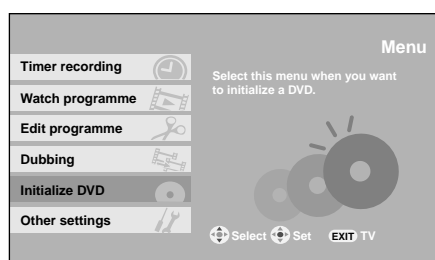 Menu
Timer recording
Watch programme
Edit programme
Dubbing
Initialize DVD
Other settings
Select this menu when you want
to initialize a DVD.
Select Set EXIT TV